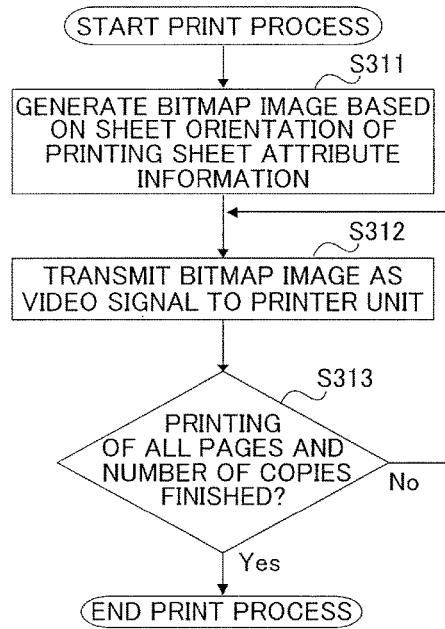 START PRINT PROCESS
S311
GENERATE BITMAP IMAGE BASED
ON SHEET ORIENTATION OF
PRINTING SHEET ATTRIBUTE
INFORMATION
S312
TRANSMIT BITMAP IMAGE AS
VIDEO SIGNAL TO PRINTER UNIT
S313
PRINTING
OF ALL PAGES AND
NUMBER OF COPIES
FINISHED?
No
Yes
END PRINT PROCESS